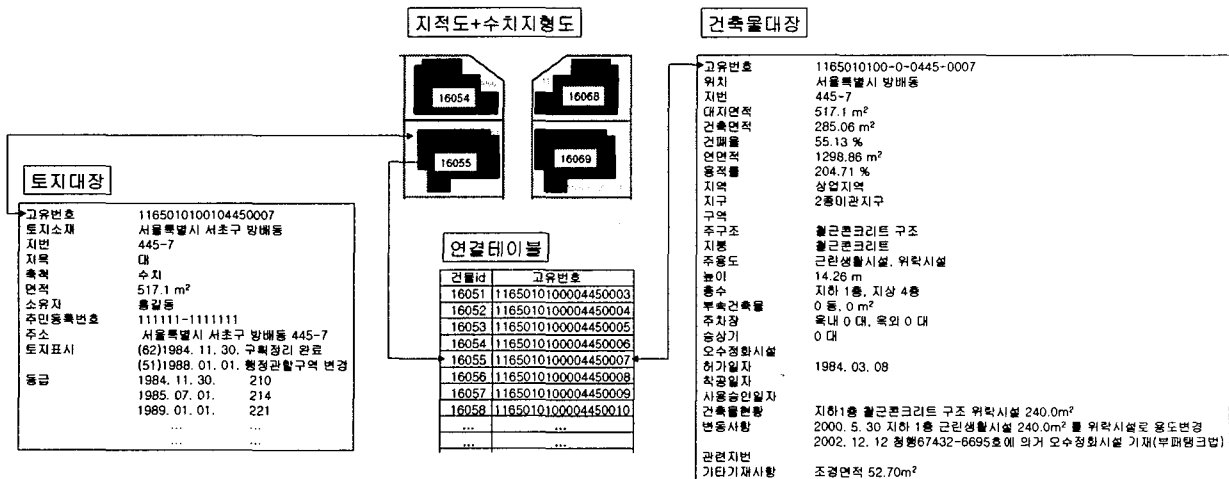 지적도+수치지형도
16054
16068
16055
16069
토지대장
고유번호 1165010100104450007
토지소재 서울특별시 서초구 방배동
지번 445-7
지목 대
축척 수치
면적 517.1 m²
소유자 홍길동
주민등록번호 111111-1111111
주소 서울특별시 서초구 방배동 445-7
토지표시 (62)1984. 11. 30. 구획정리 완료
(51)1988. 01. 01. 행정관할구역 변경
등급 1984. 11. 30. 210
1985. 07. 01. 214
1989. 01. 01. 221
... ...
... ...
연결테이블
건물id 고유번호
16051 1165010100004450003
16052 1165010100004450004
16053 1165010100004450005
16054 1165010100004450006
16055 1165010100004450007
16056 1165010100004450008
16057 1165010100004450009
16058 1165010100004450010
... ...
... ...
건축물대장
고유번호 1165010100-0-0445-0007
위치 서울특별시 방배동
지번 445-7
대지면적 517.1 m²
건축면적 285.06 m²
건폐율 55.13 %
연면적 1298.86 m²
용적률 204.71 %
지역 상업지역
지구 2종미관지구
구역
주구조 철근콘크리트 구조
지붕 철근콘크리트
주용도 근린생활시설, 위락시설
높이 14.26 m
층수 지하 1층, 지상 4층
부속건축물 0 동, 0 m²
주차장 옥내 0 대, 옥외 0 대
승상기 0 대
오수정화시설
허가일자 1984. 03. 08
착공일자
사용승인일자
건축물현황 지하1층 철근콘크리트 구조 위락시설 240.0m²
변동사항 2000. 5. 30 지하 1층 근린생활시설 240.0m² 를 위락시설로 용도변경
2002. 12. 12 청행67432-6695호에 의거 오수정화시설 기재(부패탱크법)
관련지번
기타기재사항 조경면적 52.70m²